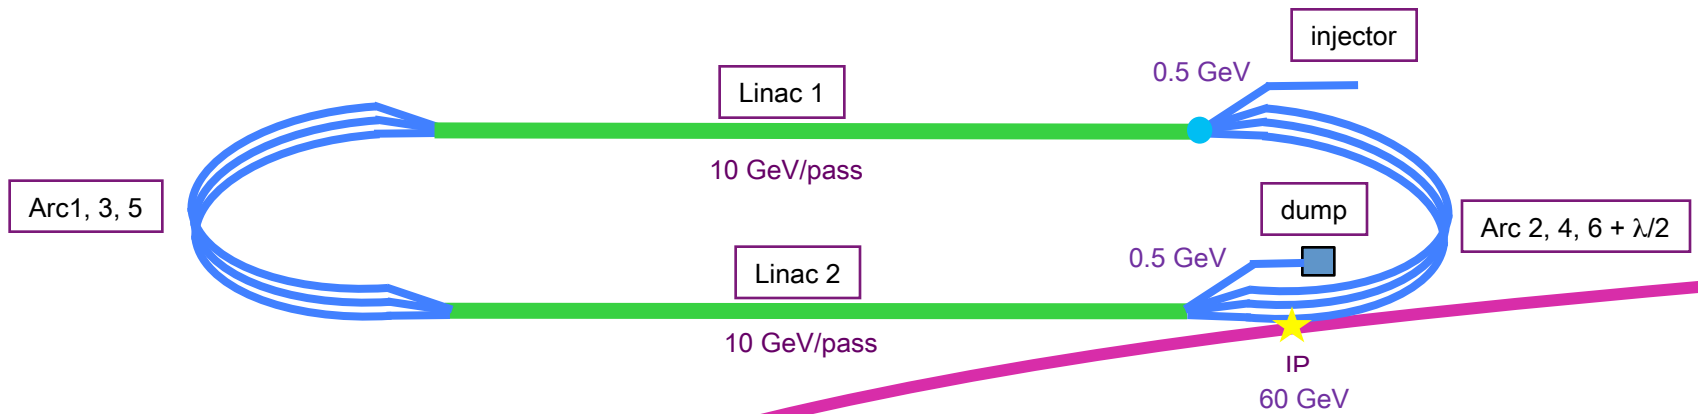 injector
0.5 GeV
Linac 1
10 GeV/pass
Arc1, 3, 5
dump
Arc 2, 4, 6 + λ/2
0.5 GeV
Linac 2
10 GeV/pass
IP
60 GeV